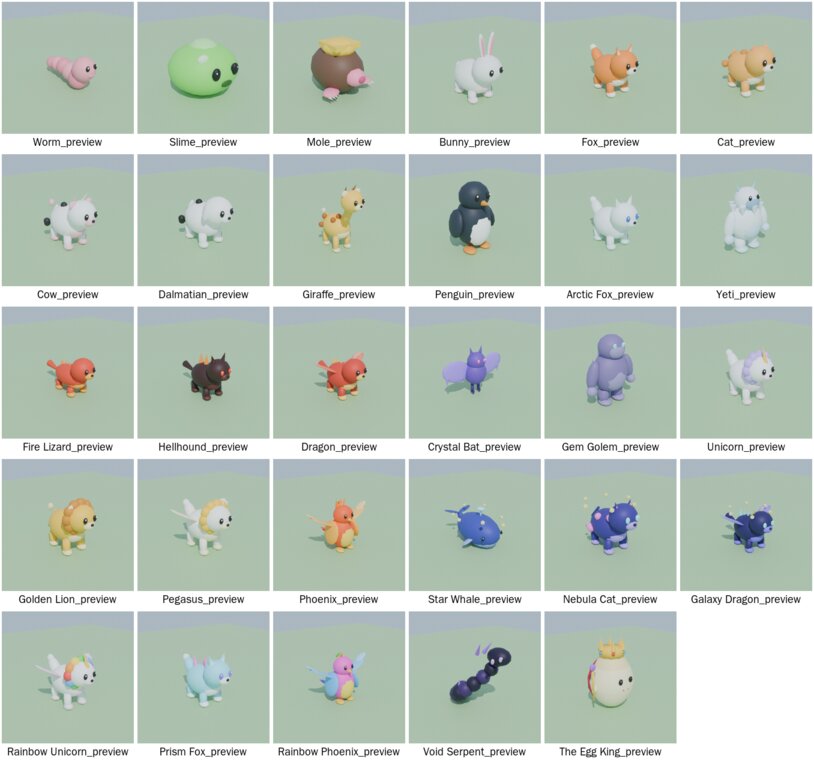 Worm_preview
Slime_preview
Mole_preview
Bunny_preview
Fox_preview
Cat_preview
Cow_preview
Dalmatian_preview
Giraffe_preview
Penguin_preview
Arctic Fox_preview
Yeti_preview
Fire Lizard_preview
Hellhound_preview
Dragon_preview
Crystal Bat_preview
Gem Golem_preview
Unicorn_preview
Golden Lion_preview
Pegasus_preview
Phoenix_preview
Star Whale_preview
Nebula Cat_preview
Galaxy Dragon_preview
Rainbow Unicorn_preview
Prism Fox_preview
Rainbow Phoenix_preview
Void Serpent_preview
The Egg King_preview